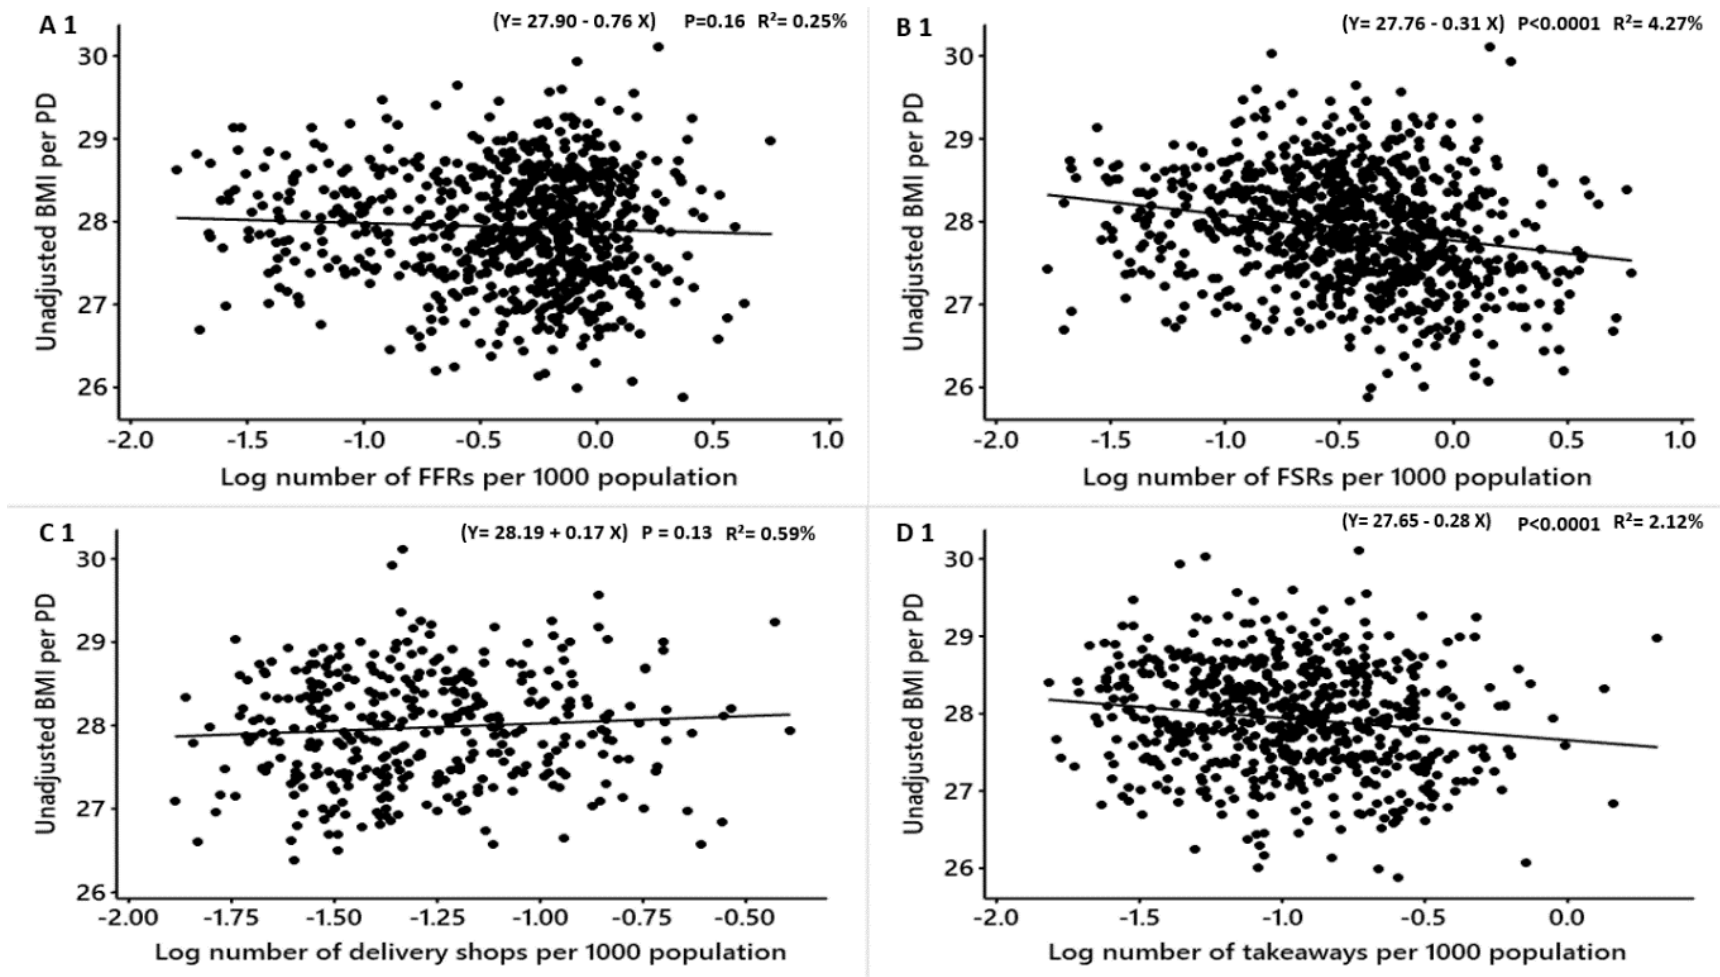 A 1
(Y= 27.90 - 0.76 X) P=0.16 R²= 0.25%
30
29
28
27
26
Unadjusted BMI per PD
-2.0 -1.5 -1.0 -0.5 0.0 0.5 1.0
Log number of FFRs per 1000 population
B 1
(Y= 27.76 - 0.31 X) P<0.0001 R²= 4.27%
30
29
28
27
26
Unadjusted BMI per PD
-2.0 -1.5 -1.0 -0.5 0.0 0.5 1.0
Log number of FSRs per 1000 population
C 1
(Y= 28.19 + 0.17 X) P = 0.13 R²= 0.59%
30
29
28
27
26
Unadjusted BMI per PD
-2.00 -1.75 -1.50 -1.25 -1.00 -0.75 -0.50
Log number of delivery shops per 1000 population
D 1
(Y= 27.65 - 0.28 X) P<0.0001 R²= 2.12%
30
29
28
27
26
Unadjusted BMI per PD
-2.0 -1.5 -1.0 -0.5 0.0
Log number of takeaways per 1000 population